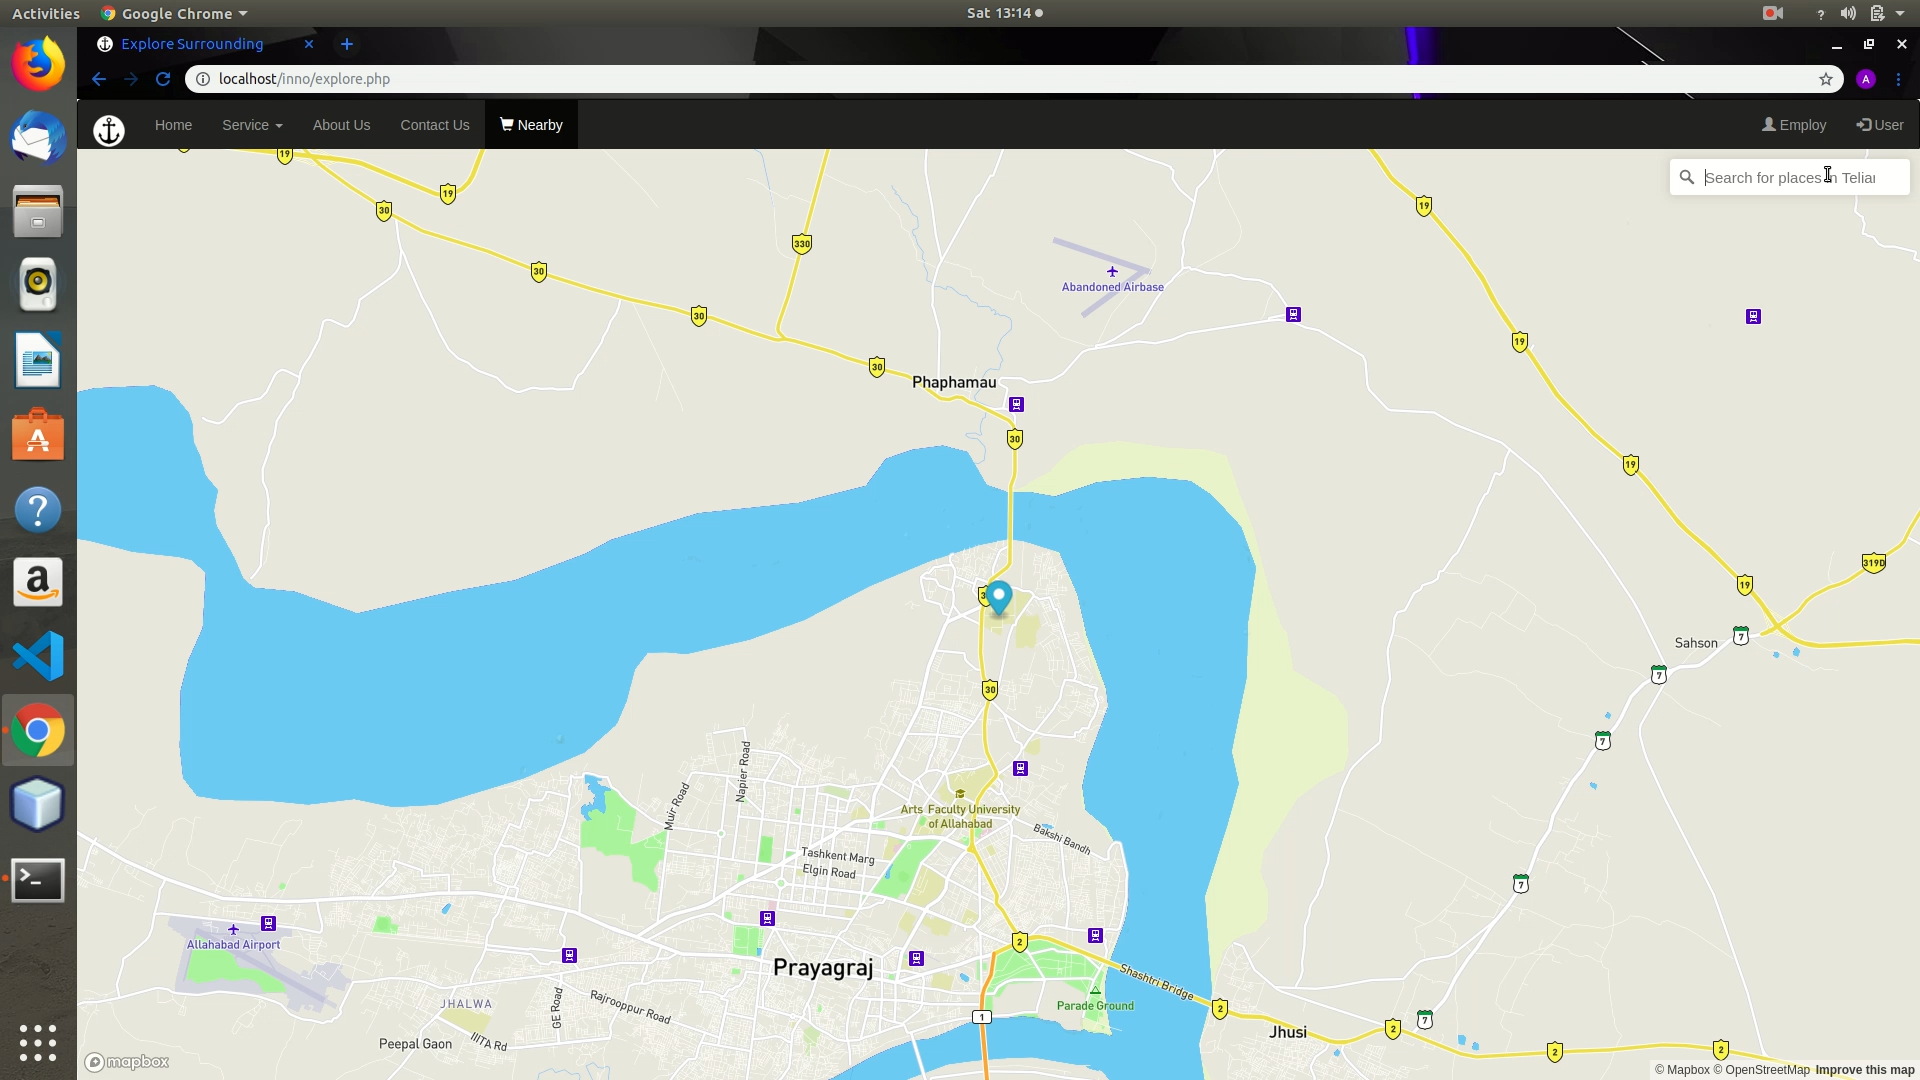 Activities Google Chrome Sat 13:14
Explore Surrounding
localhost/inno/explore.php A
Home Service About Us Contact Us Nearby Employ User
Search for places in Telia
19
19
30
19
330
30
Abandoned Airbase
30
19
30
Phaphamau
30
19
319D
19
30
Sahson
7
7
7
Napier Road
Muir Road
Arts Faculty University
of Allahabad
Bakshi Bandh
Tashkent Marg
Elgin Road
7
Allahabad Airport
2
Prayagraj
Shashtri Bridge
JHALWA
GE Road
Rajrooppur Road
Parade Ground
2
1
7
Jhusi
2
Peepal Gaon
IIITA Rd
2
2
mapbox
© Mapbox © OpenStreetMap Improve this map